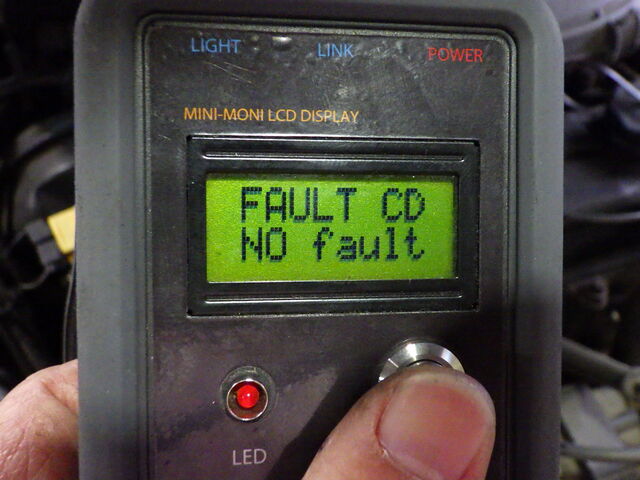 LIGHT LINK POWER
MINI-MONI LCD DISPLAY
FAULT CD
NO fault
LED